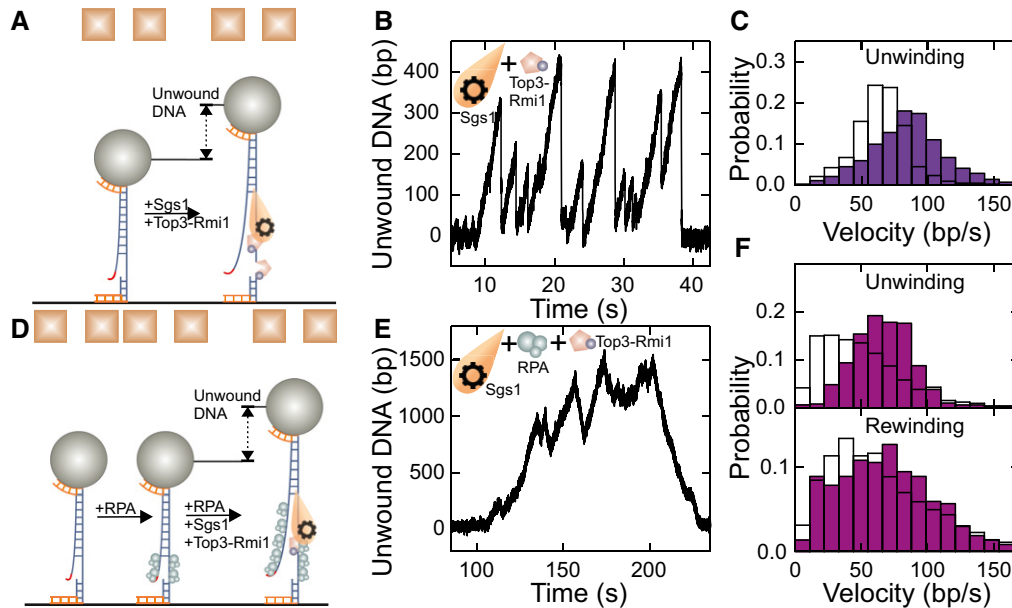 A
Unwound
DNA
+Sgs1
+Top3-Rmi1
B
Unwound DNA (bp)
400
300
200
100
0
10
20
30
40
Time (s)
+
Top3-
Rmi1
Sgs1
C
Probability
0.3
0.2
0.1
0.0
Unwinding
0
50
100
150
Velocity (bp/s)
D
Unwound
DNA
+RPA
+RPA
+Sgs1
+Top3-Rmi1
E
Unwound DNA (bp)
1500
1000
500
0
100
150
200
Time (s)
+
+
Top3-Rmi1
RPA
Sgs1
F
Unwinding
0.2
0.1
0.0
Probability
Rewinding
0.1
0.0
0
50
100
150
Velocity (bp/s)